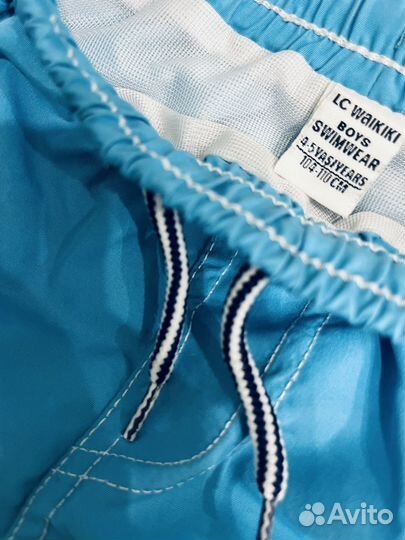 LC WAIKIKI
BOYS
SWIMWEAR
4-5 YAS/YEARS
104-110 CM
Avito